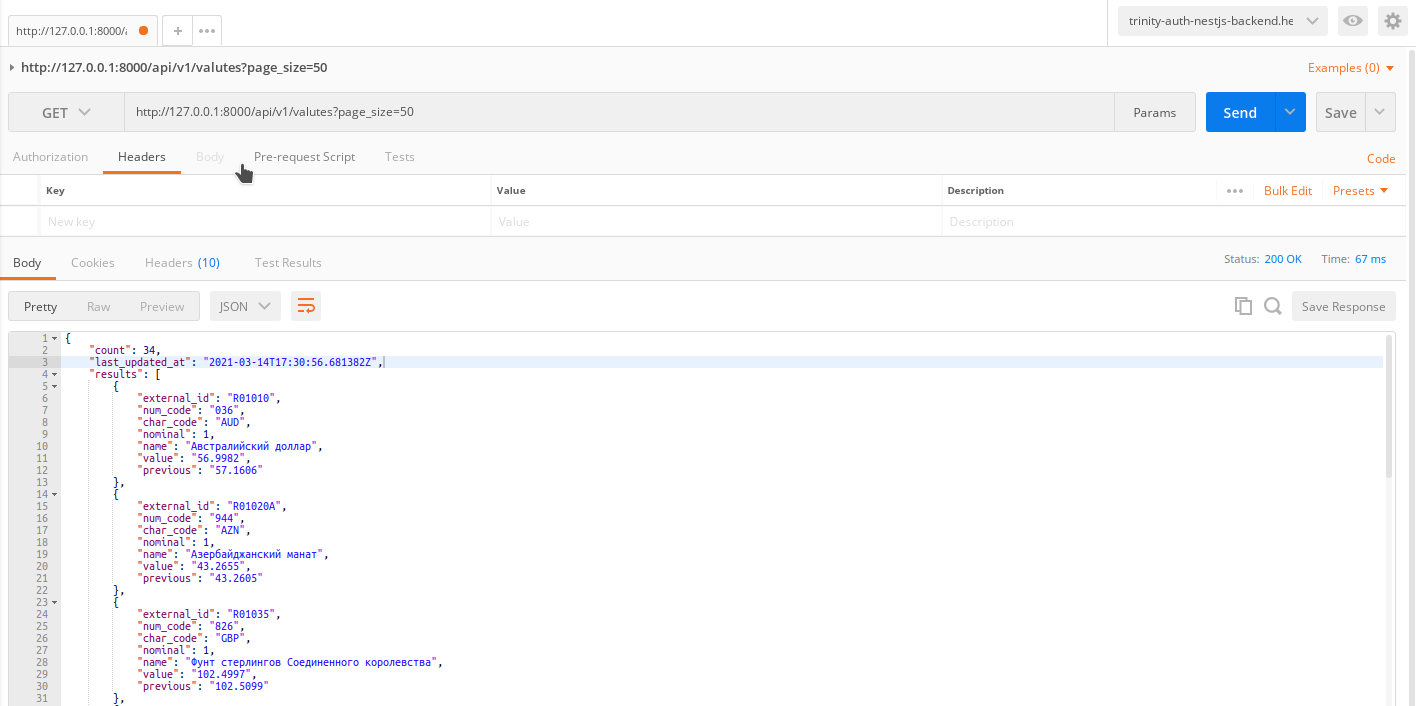 http://127.0.0.1:8000/a
+
•••
trinity-auth-nestjs-backend.he
http://127.0.0.1:8000/api/v1/valutes?page_size=50
Examples (0)
GET
http://127.0.0.1:8000/api/v1/valutes?page_size=50
Params
Send
Save
Authorization
Headers
Body
Pre-request Script
Tests
Code
Key
Value
Description
•••
Bulk Edit
Presets
New key
Value
Description
Body
Cookies
Headers (10)
Test Results
Status: 200 OK
Time: 67 ms
Pretty
Raw
Preview
JSON
Save Response
1 {
2 "count": 34,
3 "last_updated_at": "2021-03-14T17:30:56.681382Z",
4 "results": [
5 {
6 "external_id": "R01010",
7 "num_code": "036",
8 "char_code": "AUD",
9 "nominal": 1,
10 "name": "Австралийский доллар",
11 "value": "56.9982",
12 "previous": "57.1606"
13 },
14 {
15 "external_id": "R01020A",
16 "num_code": "944",
17 "char_code": "AZN",
18 "nominal": 1,
19 "name": "Азербайджанский манат",
20 "value": "43.2655",
21 "previous": "43.2605"
22 },
23 {
24 "external_id": "R01035",
25 "num_code": "826",
26 "char_code": "GBP",
27 "nominal": 1,
28 "name": "Фунт стерлингов Соединенного королевства",
29 "value": "102.4997",
30 "previous": "102.5099"
31 },